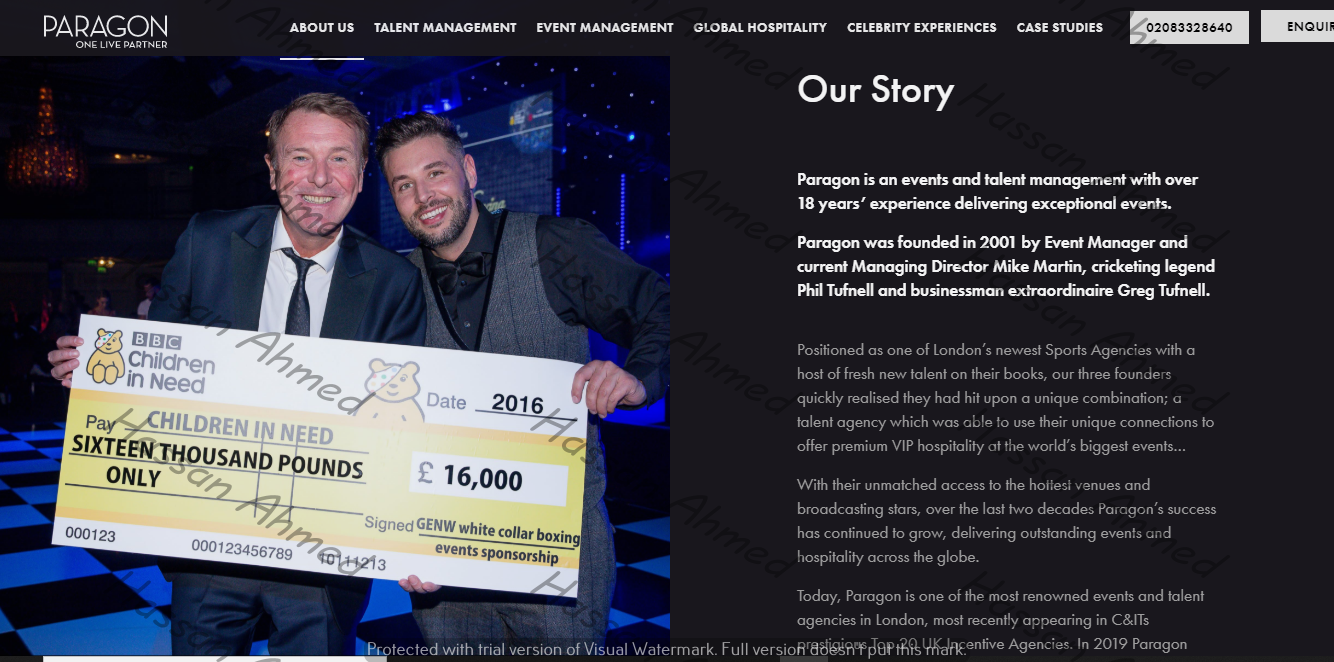 PARAGON
ONE LIVE PARTNER
ABOUT US TALENT MANAGEMENT EVENT MANAGEMENT GLOBAL HOSPITALITY CELEBRITY EXPERIENCES CASE STUDIES 02083328640 ENQUIR
Our Story
Paragon is an events and talent management with over
18 years’ experience delivering exceptional events.
Paragon was founded in 2001 by Event Manager and
current Managing Director Mike Martin, cricketing legend
Phil Tufnell and businessman extraordinaire Greg Tufnell.
Positioned as one of London’s newest Sports Agencies with a
host of fresh new talent on their books, our three founders
quickly realised they had hit upon a unique combination; a
talent agency which was able to use their unique connections to
offer premium VIP hospitality at the world’s biggest events...
With their unmatched access to the hottest venues and
broadcasting stars, over the last two decades Paragon’s success
has continued to grow, delivering outstanding events and
hospitality across the globe.
Today, Paragon is one of the most renowned events and talent
agencies in London, most recently appearing in C&ITs
prestigious Top 20 UK Incentive Agencies. In 2019 Paragon
BBC
Children
in Need
Date 2016
Pay CHILDREN IN NEED
SIXTEEN THOUSAND POUNDS
ONLY
£ 16,000
Signed GENW white collar boxing
events sponsorship
000123 000123456789 10111213
Hassan Ahmed
Protected with trial version of Visual Watermark. Full version doesn't put this mark.